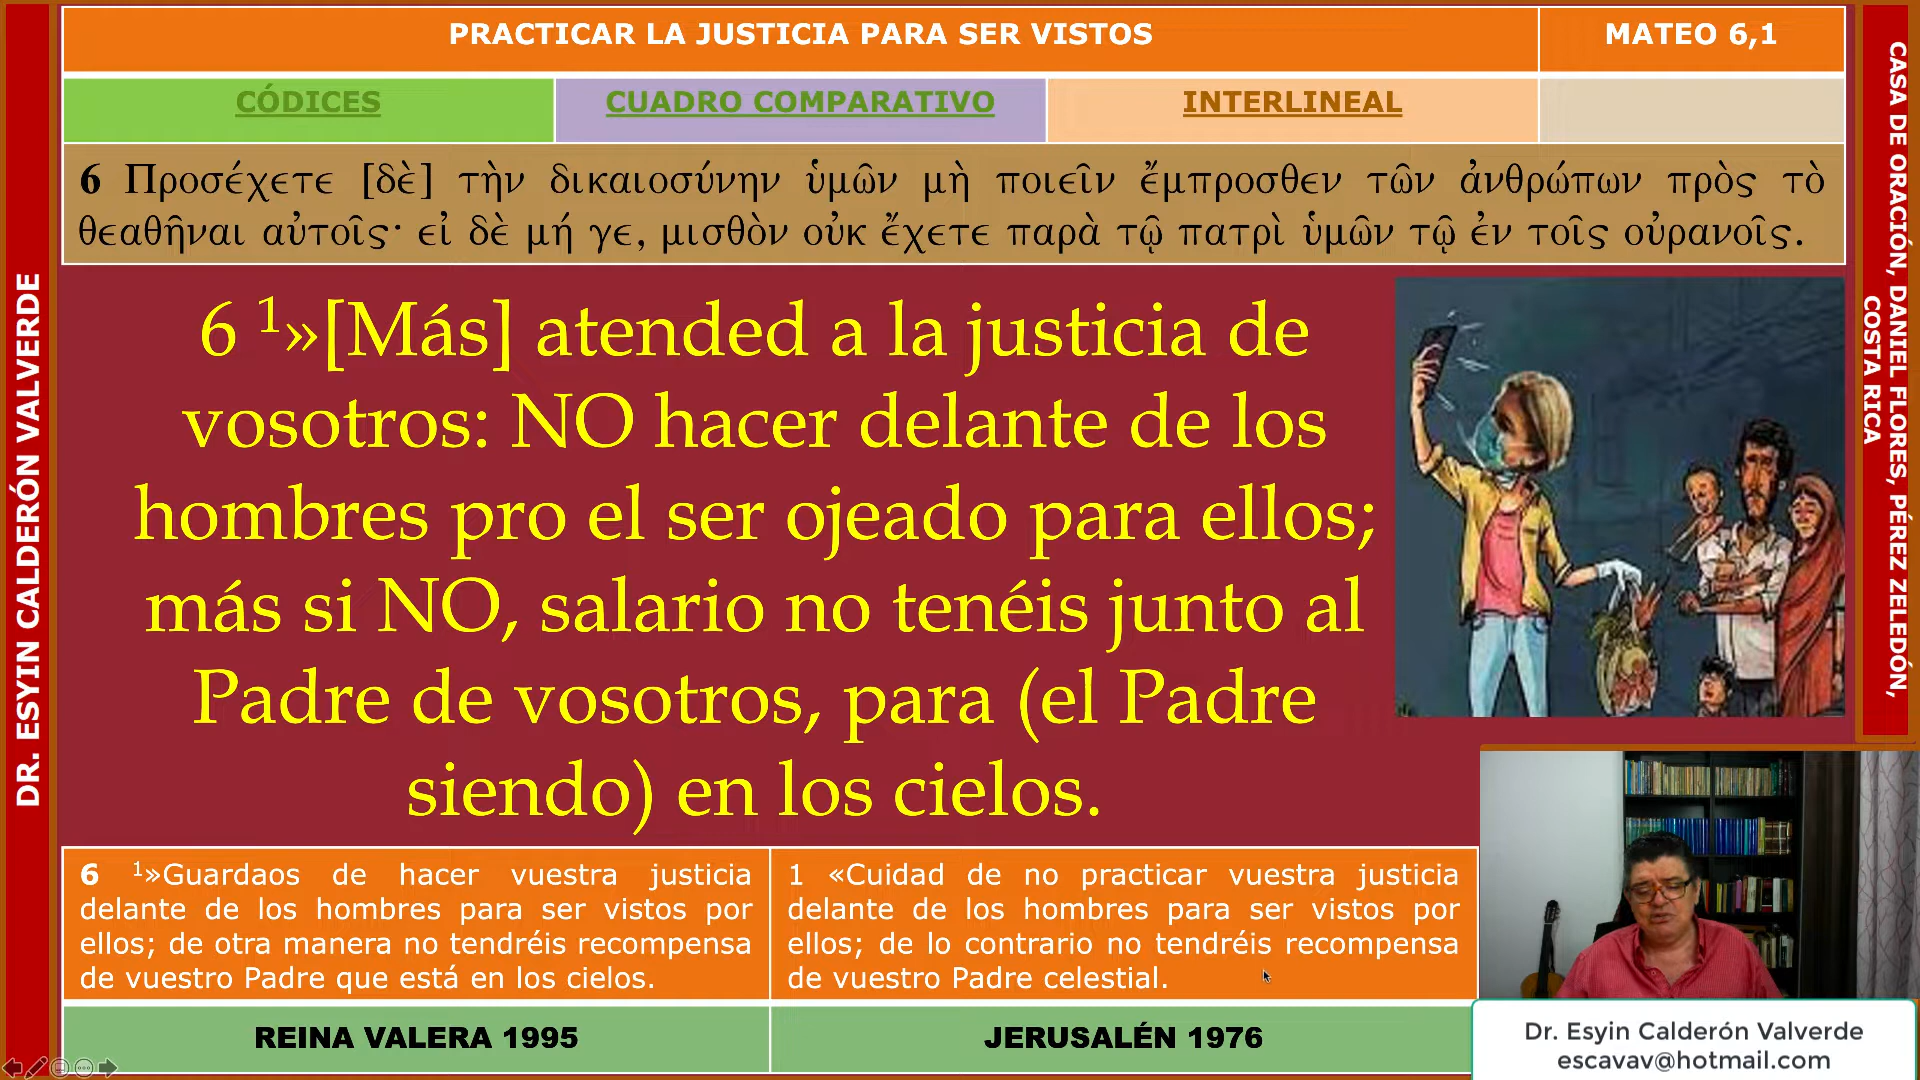 PRACTICAR LA JUSTICIA PARA SER VISTOS
MATEO 6,1
CÓDICES
CUADRO COMPARATIVO
INTERLINEAL
6 Προσέχετε [δὲ] τὴν δικαιοσύνην ὑμῶν μὴ ποιεῖν ἔμπροσθεν τῶν ἀνθρώπων πρὸς τὸ
θεαθῆναι αὐτοῖς· εἰ δὲ μή γε, μισθὸν οὐκ ἔχετε παρὰ τῷ πατρὶ ὑμῶν τῷ ἐν τοῖς οὐρανοῖς.
6 ¹»[Más] atended a la justicia de
vosotros: NO hacer delante de los
hombres pro el ser ojeado para ellos;
más si NO, salario no tenéis junto al
Padre de vosotros, para (el Padre
siendo) en los cielos.
6 ¹»Guardaos de hacer vuestra justicia
delante de los hombres para ser vistos por
ellos; de otra manera no tendréis recompensa
de vuestro Padre que está en los cielos.
1 «Cuidad de no practicar vuestra justicia
delante de los hombres para ser vistos por
ellos; de lo contrario no tendréis recompensa
de vuestro Padre celestial.
REINA VALERA 1995
JERUSALÉN 1976
DR. ESYIN CALDERÓN VALVERDE
CASA DE ORACIÓN, DANIEL FLORES, PÉREZ ZELEDÓN,
COSTA RICA
Dr. Esyin Calderón Valverde
escavav@hotmail.com